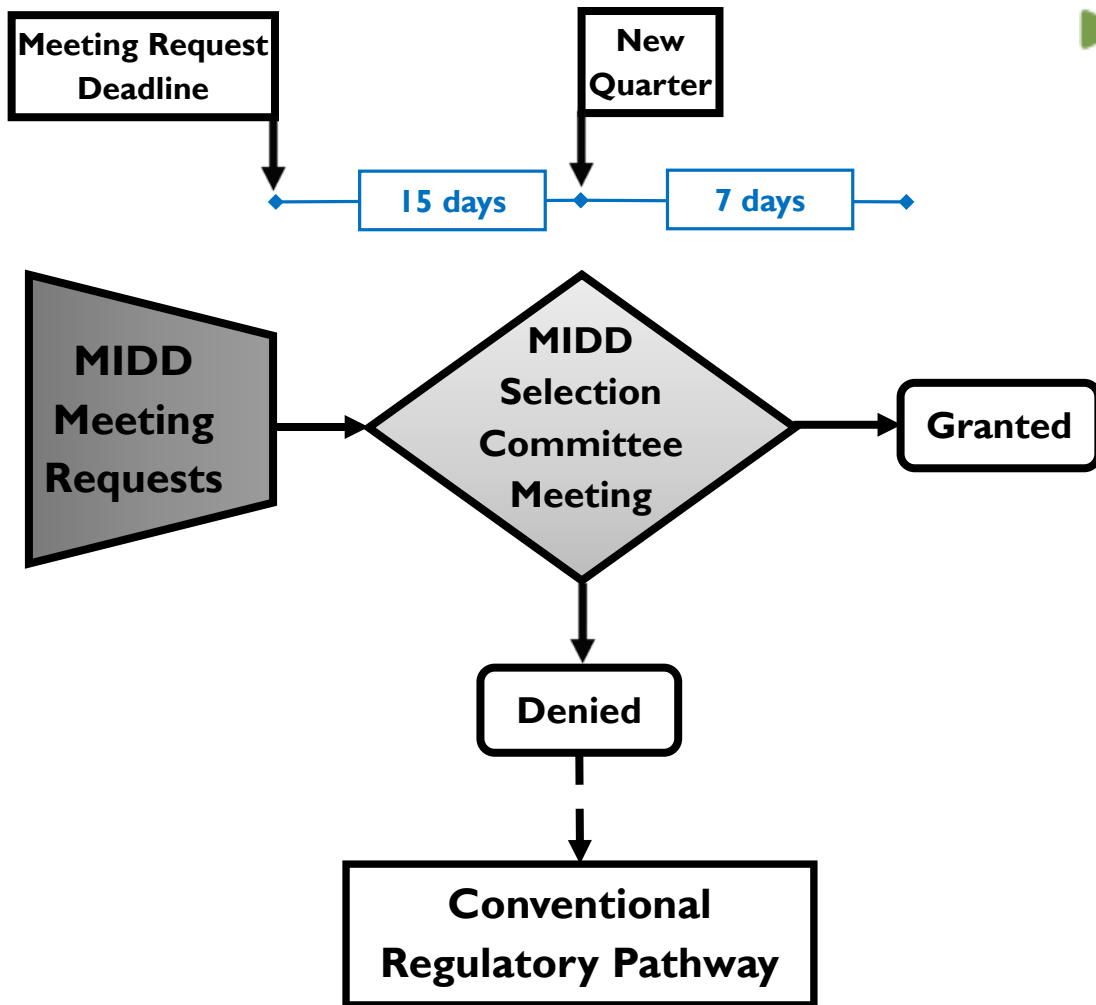 Meeting Request
Deadline
New
Quarter
15 days
7 days
MIDD
Meeting
Requests
MIDD
Selection
Committee
Meeting
Granted
Denied
Conventional
Regulatory Pathway